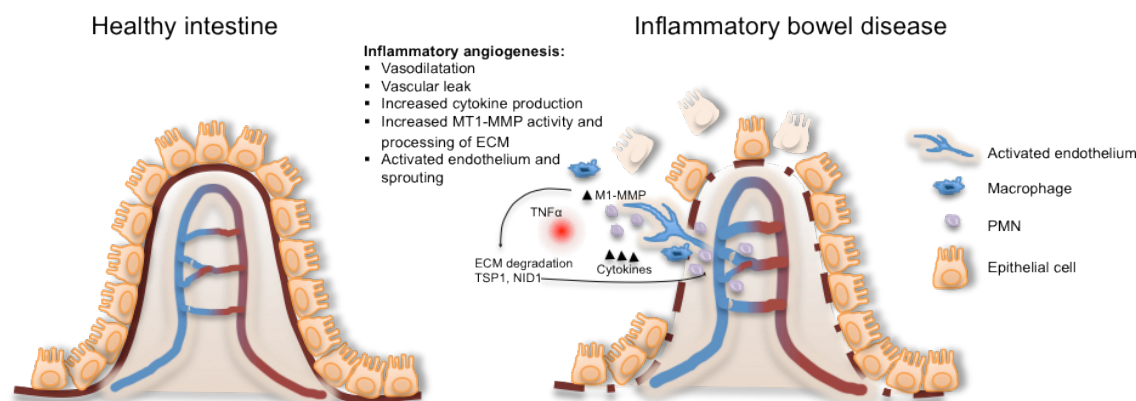 Healthy intestine
Inflammatory bowel disease
Inflammatory angiogenesis:
▪ Vasodilatation
▪ Vascular leak
▪ Increased cytokine production
▪ Increased MT1-MMP activity and
processing of ECM
▪ Activated endothelium and
sprouting
▲ M1-MMP
TNFα
▲▲▲
Cytokines
ECM degradation
TSP1, NID1
Activated endothelium
Macrophage
PMN
Epithelial cell